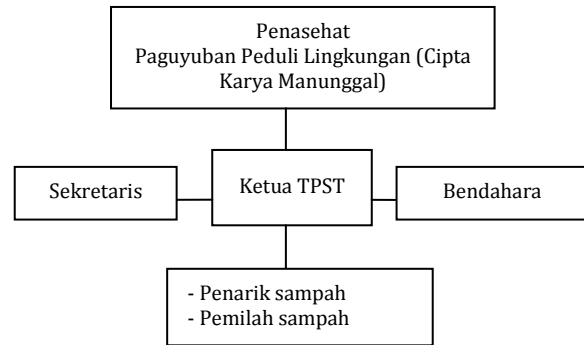 Penasehat
Paguyuban Peduli Lingkungan (Cipta
Karya Manunggal)
Sekretaris
Ketua TPST
Bendahara
- Penarik sampah
- Pemilah sampah